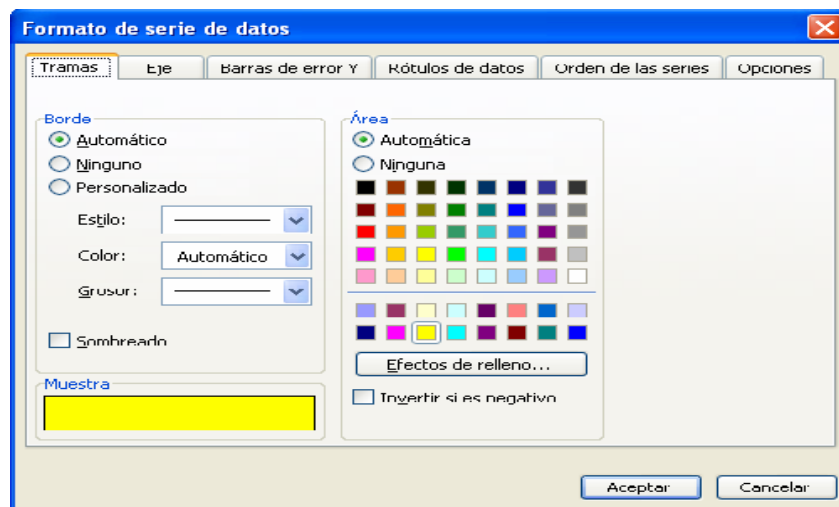 Formato de serie de datos
Tramas Eje Barras de error Y Rótulos de datos Orden de las series Opciones
Borde
Automático
Ninguno
Personalizado
Estilo:
Color: Automático
Grosor:
Sombreado
Muestra
Área
Automática
Ninguna
Efectos de relleno...
Invertir si es negativo
Aceptar Cancelar